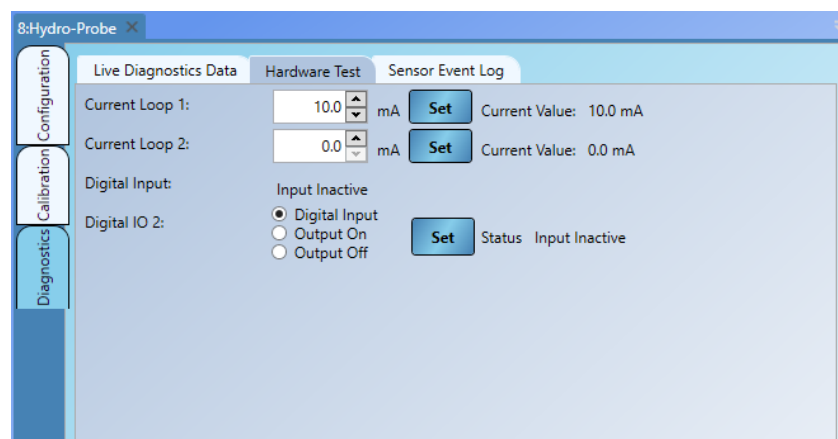 8:Hydro-Probe ×
Configuration
Calibration
Diagnostics
Live Diagnostics Data Hardware Test Sensor Event Log
Current Loop 1: 10.0 mA Set Current Value: 10.0 mA
Current Loop 2: 0.0 mA Set Current Value: 0.0 mA
Digital Input: Input Inactive
Digital IO 2: Digital Input
Output On Set Status Input Inactive
Output Off